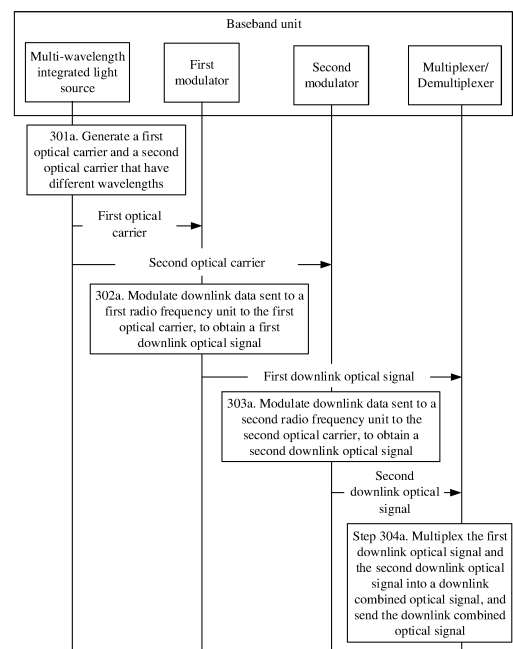 Baseband unit
Multi-wavelength
integrated light
source
First
modulator
Second
modulator
Multiplexer/
Demultiplexer
301a. Generate a first
optical carrier and a second
optical carrier that have
different wavelengths
First optical
carrier
Second optical carrier
302a. Modulate downlink data sent to a
first radio frequency unit to the first
optical carrier, to obtain a first
downlink optical signal
First downlink optical signal
303a. Modulate downlink data sent to a
second radio frequency unit to the
second optical carrier, to obtain a
second downlink optical signal
Second
downlink optical
signal
Step 304a. Multiplex the first
downlink optical signal and
the second downlink optical
signal into a downlink
combined optical signal, and
send the downlink combined
optical signal